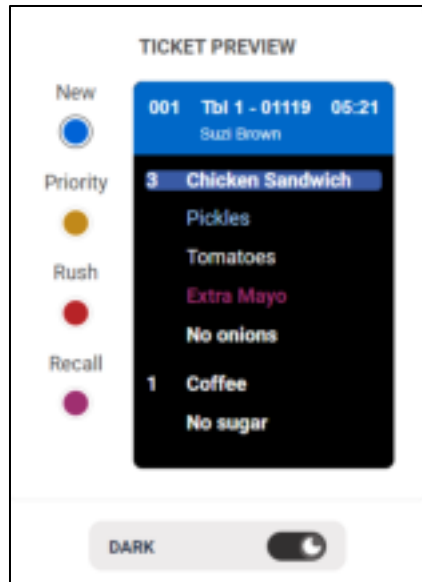 TICKET PREVIEW
New
Priority
Rush
Recall
001 Tbl 1 - 01119 05:21
Suzi Brown
3 Chicken Sandwich
Pickles
Tomatoes
Extra Mayo
No onions
1 Coffee
No sugar
DARK